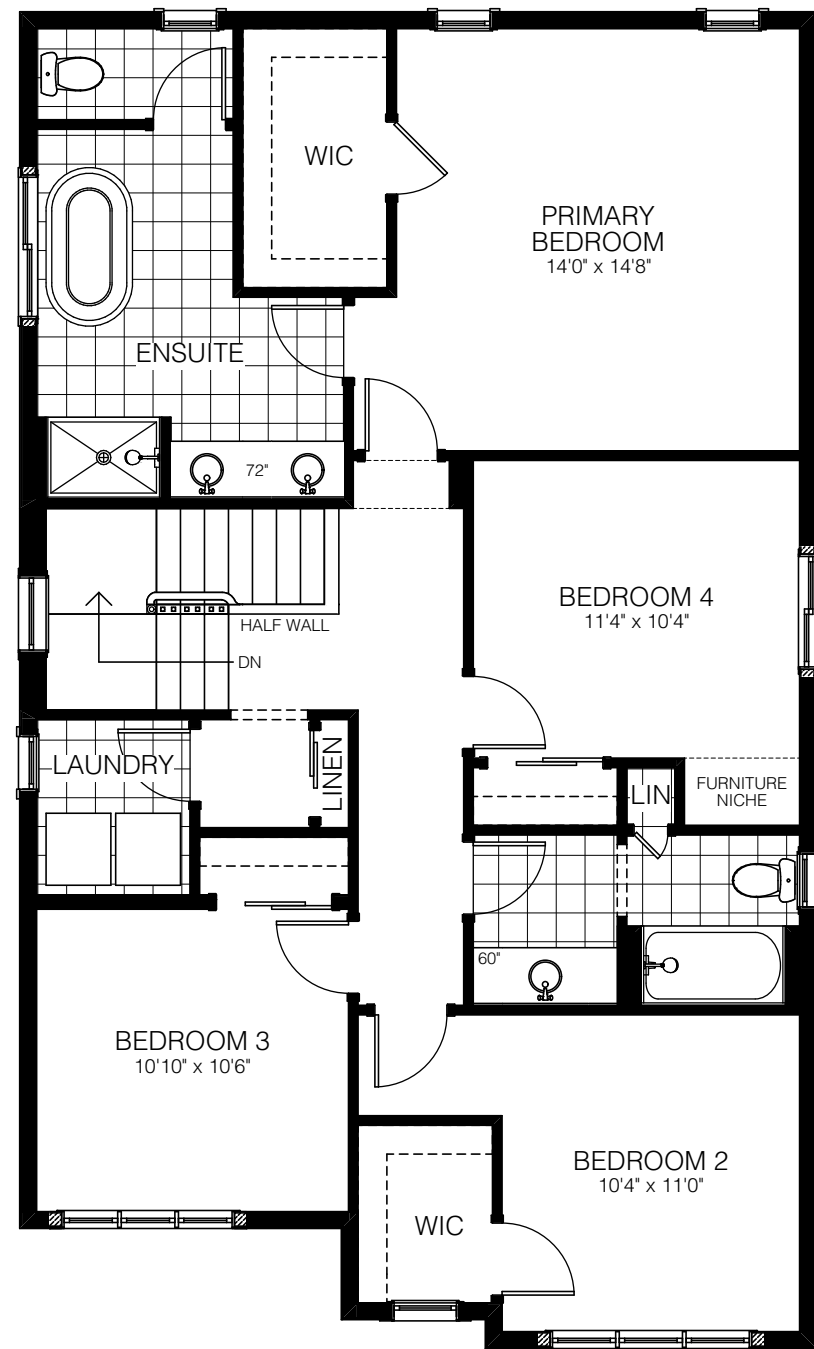 WIC
PRIMARY
BEDROOM
14'0" x 14'8"
ENSUITE
72"
BEDROOM 4
11'4" x 10'4"
HALF WALL
DN
LAUNDRY
LINEN
LIN
FURNITURE
NICHE
60"
BEDROOM 3
10'10" x 10'6"
BEDROOM 2
10'4" x 11'0"
WIC